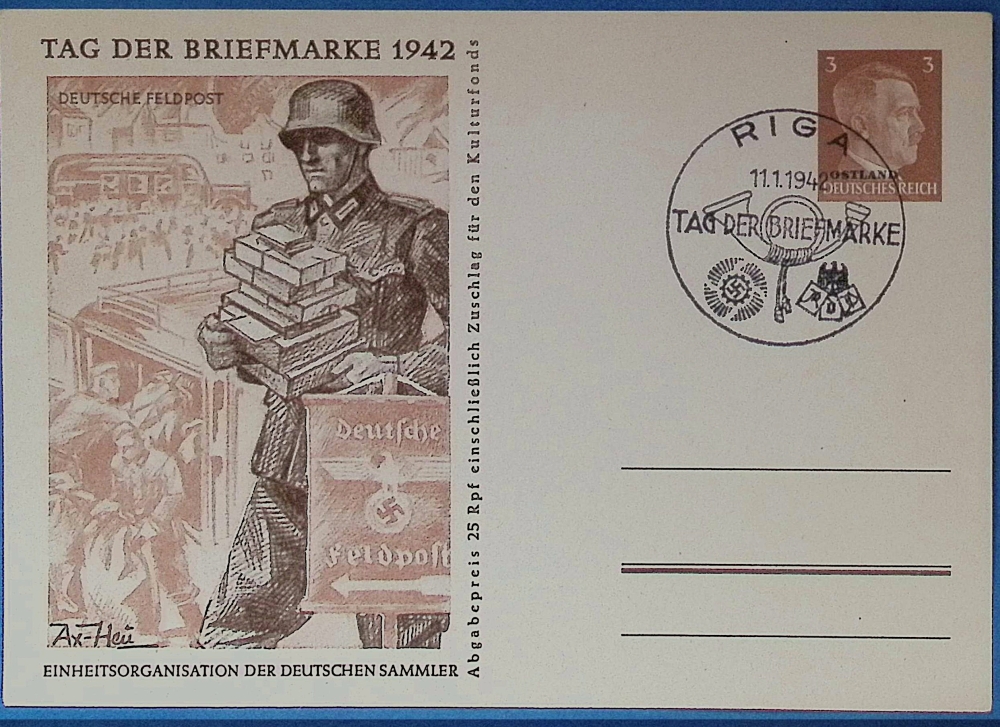 TAG DER BRIEFMARKE 1942
DEUTSCHE FELDPOST
Deutsche
Feldpost
Ax-Heu
EINHEITSORGANISATION DER DEUTSCHEN SAMMLER
Abgabepreis 25 Rpf einschließlich Zuschlag für den Kulturfonds
3 3
OSTLAND
DEUTSCHES REICH
RIGA
11.1.1942
TAG DER BRIEFMARKE
R D K